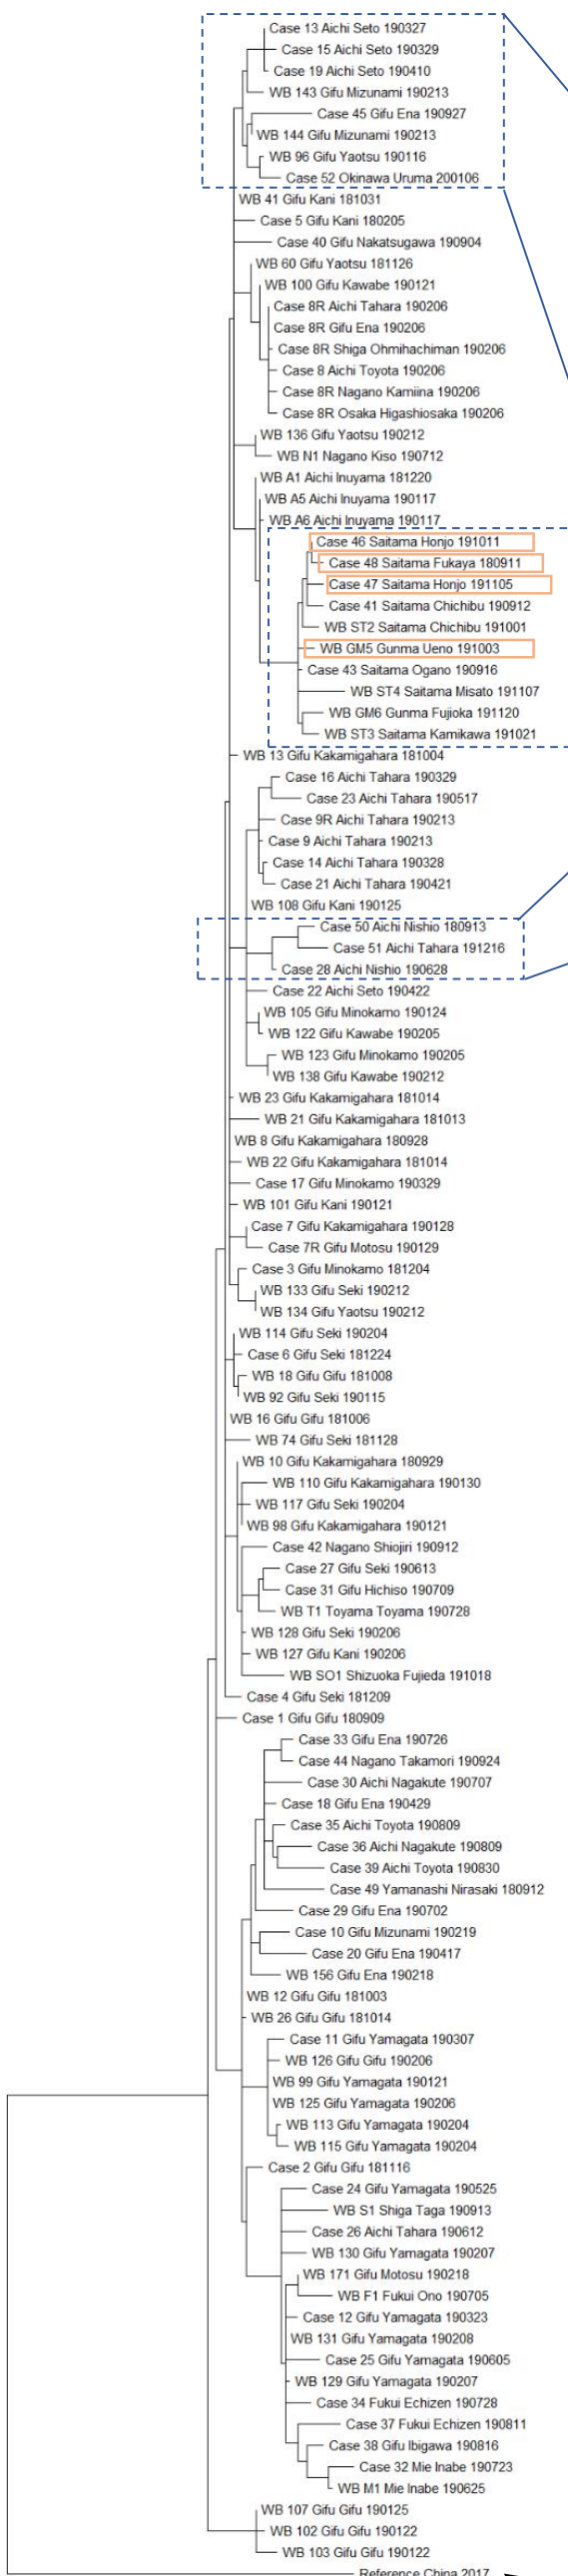 Case 13 Aichi Seto 190327
Case 15 Aichi Seto 190329
Case 19 Aichi Seto 190410
WB 143 Gifu Mizunami 190213
Case 45 Gifu Ena 190927
WB 144 Gifu Mizunami 190213
WB 96 Gifu Yaotsu 190116
Case 52 Okinawa Uruma 200106
WB 41 Gifu Kani 181031
Case 5 Gifu Kani 180205
Case 40 Gifu Nakatsugawa 190904
WB 60 Gifu Yaotsu 181126
WB 100 Gifu Kawabe 190121
Case 8R Aichi Tahara 190206
Case 8R Gifu Ena 190206
Case 8R Shiga Ohmihachiman 190206
Case 8 Aichi Toyota 190206
Case 8R Nagano Kamiina 190206
Case 8R Osaka Higashiosaka 190206
WB 136 Gifu Yaotsu 190212
WB N1 Nagano Kiso 190712
WB A1 Aichi Inuyama 181220
WB A5 Aichi Inuyama 190117
WB A6 Aichi Inuyama 190117
Case 46 Saitama Honjo 191011
Case 48 Saitama Fukaya 180911
Case 47 Saitama Honjo 191105
Case 41 Saitama Chichibu 190912
WB ST2 Saitama Chichibu 191001
WB GM5 Gunma Ueno 191003
Case 43 Saitama Ogano 190916
WB ST4 Saitama Misato 191107
WB GM6 Gunma Fujioka 191120
WB ST3 Saitama Kamikawa 191021
WB 13 Gifu Kakamigahara 181004
Case 16 Aichi Tahara 190329
Case 23 Aichi Tahara 190517
Case 9R Aichi Tahara 190213
Case 9 Aichi Tahara 190213
Case 14 Aichi Tahara 190328
Case 21 Aichi Tahara 190421
WB 108 Gifu Kani 190125
Case 50 Aichi Nishio 180913
Case 51 Aichi Tahara 191216
Case 28 Aichi Nishio 190628
Case 22 Aichi Seto 190422
WB 105 Gifu Minokamo 190124
WB 122 Gifu Kawabe 190205
WB 123 Gifu Minokamo 190205
WB 138 Gifu Kawabe 190212
WB 23 Gifu Kakamigahara 181014
WB 21 Gifu Kakamigahara 181013
WB 8 Gifu Kakamigahara 180928
WB 22 Gifu Kakamigahara 181014
Case 17 Gifu Minokamo 190329
WB 101 Gifu Kani 190121
Case 7 Gifu Kakamigahara 190128
Case 7R Gifu Motosu 190129
Case 3 Gifu Minokamo 181204
WB 133 Gifu Seki 190212
WB 134 Gifu Yaotsu 190212
WB 114 Gifu Seki 190204
Case 6 Gifu Seki 181224
WB 18 Gifu Gifu 181008
WB 92 Gifu Seki 190115
WB 16 Gifu Gifu 181006
WB 74 Gifu Seki 181128
WB 10 Gifu Kakamigahara 180929
WB 110 Gifu Kakamigahara 190130
WB 117 Gifu Seki 190204
WB 98 Gifu Kakamigahara 190121
Case 42 Nagano Shiojiri 190912
Case 27 Gifu Seki 190613
Case 31 Gifu Hichiso 190709
WB T1 Toyama Toyama 190728
WB 128 Gifu Seki 190206
WB 127 Gifu Kani 190206
WB SO1 Shizuoka Fujieda 191018
Case 4 Gifu Seki 181209
Case 1 Gifu Gifu 180909
Case 33 Gifu Ena 190726
Case 44 Nagano Takamori 190924
Case 30 Aichi Nagakute 190707
Case 18 Gifu Ena 190429
Case 35 Aichi Toyota 190809
Case 36 Aichi Nagakute 190809
Case 39 Aichi Toyota 190830
Case 49 Yamanashi Nirasaki 180912
Case 29 Gifu Ena 190702
Case 10 Gifu Mizunami 190219
Case 20 Gifu Ena 190417
WB 156 Gifu Ena 190218
WB 12 Gifu Gifu 181003
WB 26 Gifu Gifu 181014
Case 11 Gifu Yamagata 190307
WB 126 Gifu Gifu 190206
WB 99 Gifu Yamagata 190121
WB 125 Gifu Yamagata 190206
WB 113 Gifu Yamagata 190204
WB 115 Gifu Yamagata 190204
Case 2 Gifu Gifu 181116
Case 24 Gifu Yamagata 190525
WB S1 Shiga Taga 190913
Case 26 Aichi Tahara 190612
WB 130 Gifu Yamagata 190207
WB 171 Gifu Motosu 190218
WB F1 Fukui Ono 190705
Case 12 Gifu Yamagata 190323
WB 131 Gifu Yamagata 190208
Case 25 Gifu Yamagata 190605
WB 129 Gifu Yamagata 190207
Case 34 Fukui Echizen 190728
Case 37 Fukui Echizen 190811
Case 38 Gifu Ibigawa 190816
Case 32 Mie Inabe 190723
WB M1 Mie Inabe 190625
WB 107 Gifu Gifu 190125
WB 102 Gifu Gifu 190122
WB 103 Gifu Gifu 190122
Reference China 2017